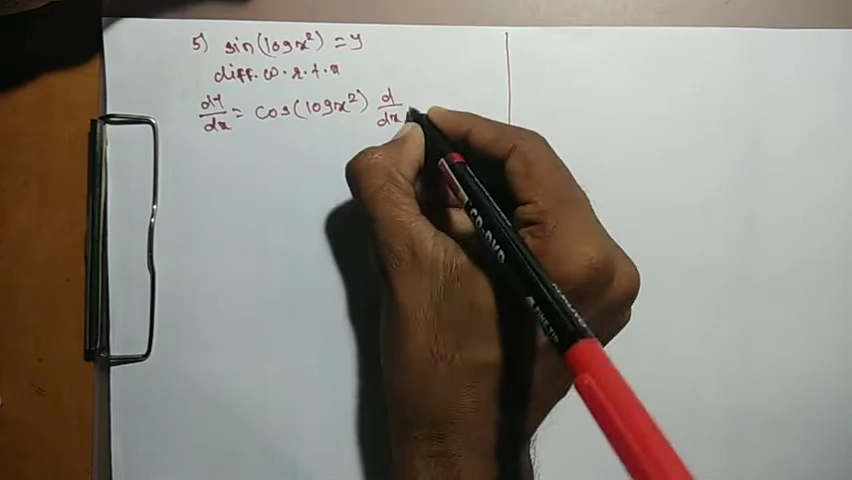 5) sin(logx²) = y
diff. w.r.t.x
dy/dx = cos(logx²) d/dx